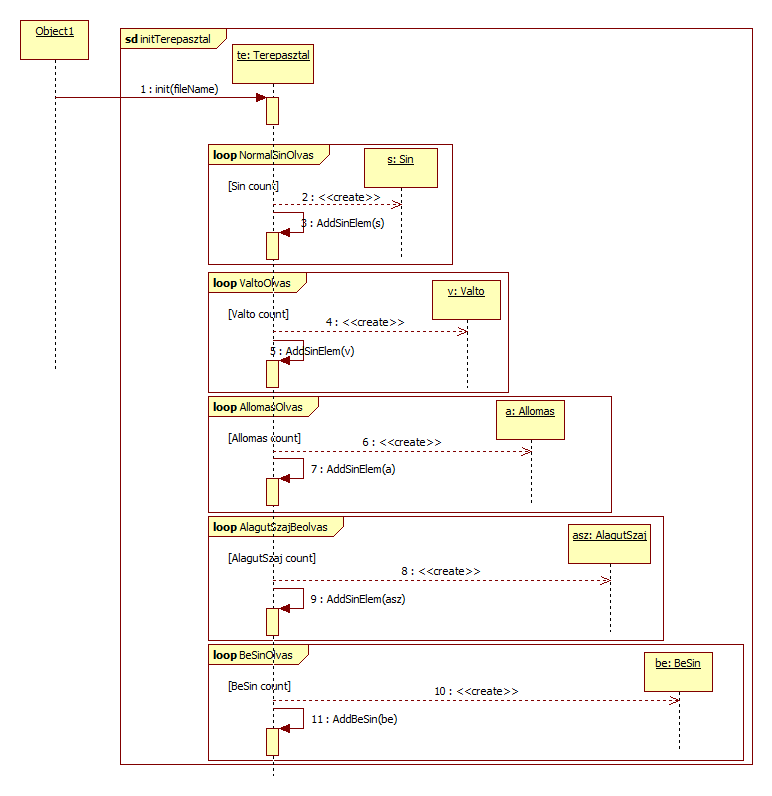 Object1
sd initTerepasztal
te: Terepasztal
1 : init(fileName)
loop NormalSinOlvas
s: Sin
[Sin count]
2 : <<create>>
3 : AddSinElem(s)
loop ValtoOlvas
v: Valto
[Valto count]
4 : <<create>>
5 : AddSinElem(v)
loop AllomasOlvas
a: Allomas
[Allomas count]
6 : <<create>>
7 : AddSinElem(a)
loop AlagutSzajBeolvas
asz: AlagutSzaj
[AlagutSzaj count]
8 : <<create>>
9 : AddSinElem(asz)
loop BeSinOlvas
be: BeSin
[BeSin count]
10 : <<create>>
11 : AddBeSin(be)